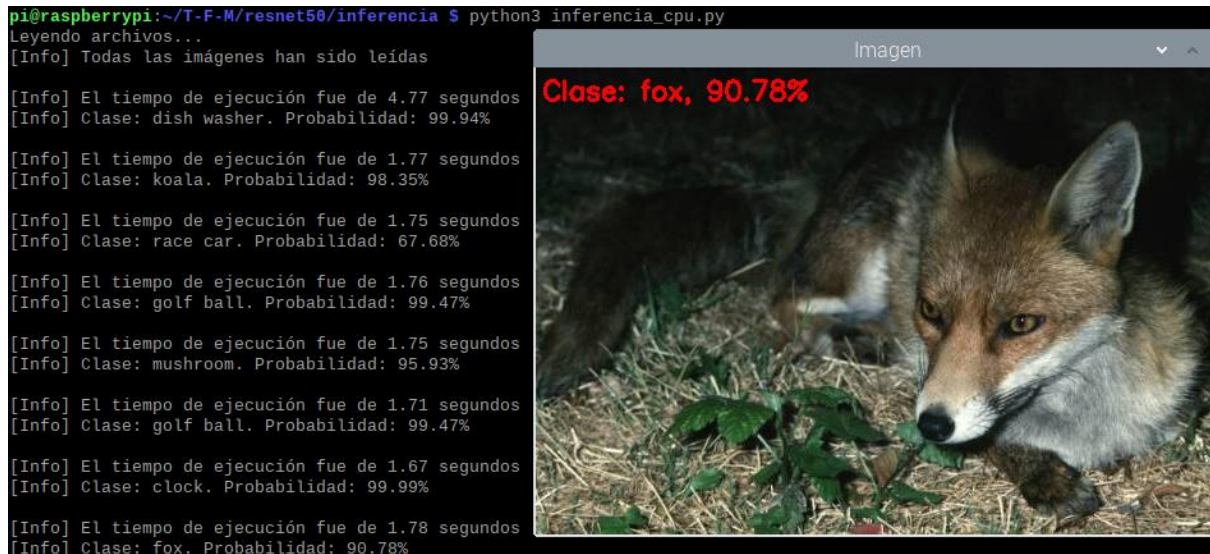 pi@raspberrypi:~/T-F-M/resnet50/inferencia $ python3 inferencia_cpu.py
Leyendo archivos...
[Info] Todas las imágenes han sido leídas
[Info] El tiempo de ejecución fue de 4.77 segundos
[Info] Clase: dish washer. Probabilidad: 99.94%
[Info] El tiempo de ejecución fue de 1.77 segundos
[Info] Clase: koala. Probabilidad: 98.35%
[Info] El tiempo de ejecución fue de 1.75 segundos
[Info] Clase: race car. Probabilidad: 67.68%
[Info] El tiempo de ejecución fue de 1.76 segundos
[Info] Clase: golf ball. Probabilidad: 99.47%
[Info] El tiempo de ejecución fue de 1.75 segundos
[Info] Clase: mushroom. Probabilidad: 95.93%
[Info] El tiempo de ejecución fue de 1.71 segundos
[Info] Clase: golf ball. Probabilidad: 99.47%
[Info] El tiempo de ejecución fue de 1.67 segundos
[Info] Clase: clock. Probabilidad: 99.99%
[Info] El tiempo de ejecución fue de 1.78 segundos
[Info] Clase: fox. Probabilidad: 90.78%
Imagen
Clase: fox, 90.78%